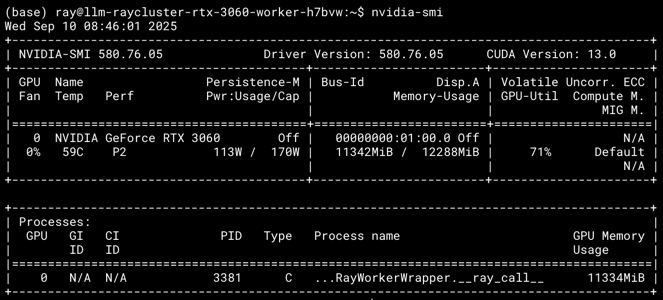 (base) ray@llm-raycluster-rtx-3060-worker-h7bvw:~$ nvidia-smi
Wed Sep 10 08:46:01 2025
+-----------------------------------------------------------------------------------------+
| NVIDIA-SMI 580.76.05              Driver Version: 580.76.05      CUDA Version: 13.0     |
+-----------------------------------------+------------------------+----------------------+
| GPU  Name                 Persistence-M | Bus-Id          Disp.A | Volatile Uncorr. ECC |
| Fan  Temp   Perf          Pwr:Usage/Cap |           Memory-Usage | GPU-Util  Compute M. |
|                                         |                        |               MIG M. |
|=========================================+========================+======================|
|   0  NVIDIA GeForce RTX 3060        Off |   00000000:01:00.0 Off |                  N/A |
|  0%   59C    P2            113W /  170W |   11342MiB /  12288MiB |     71%      Default |
|                                         |                        |                  N/A |
+-----------------------------------------+------------------------+----------------------+
+-----------------------------------------------------------------------------------------+
| Processes:                                                                              |
|  GPU   GI   CI              PID   Type   Process name                        GPU Memory |
|        ID   ID                                                               Usage      |
|=========================================================================================|
|    0   N/A  N/A            3381      C   ...RayWorkerWrapper.__ray_call__      11334MiB |
+-----------------------------------------------------------------------------------------+